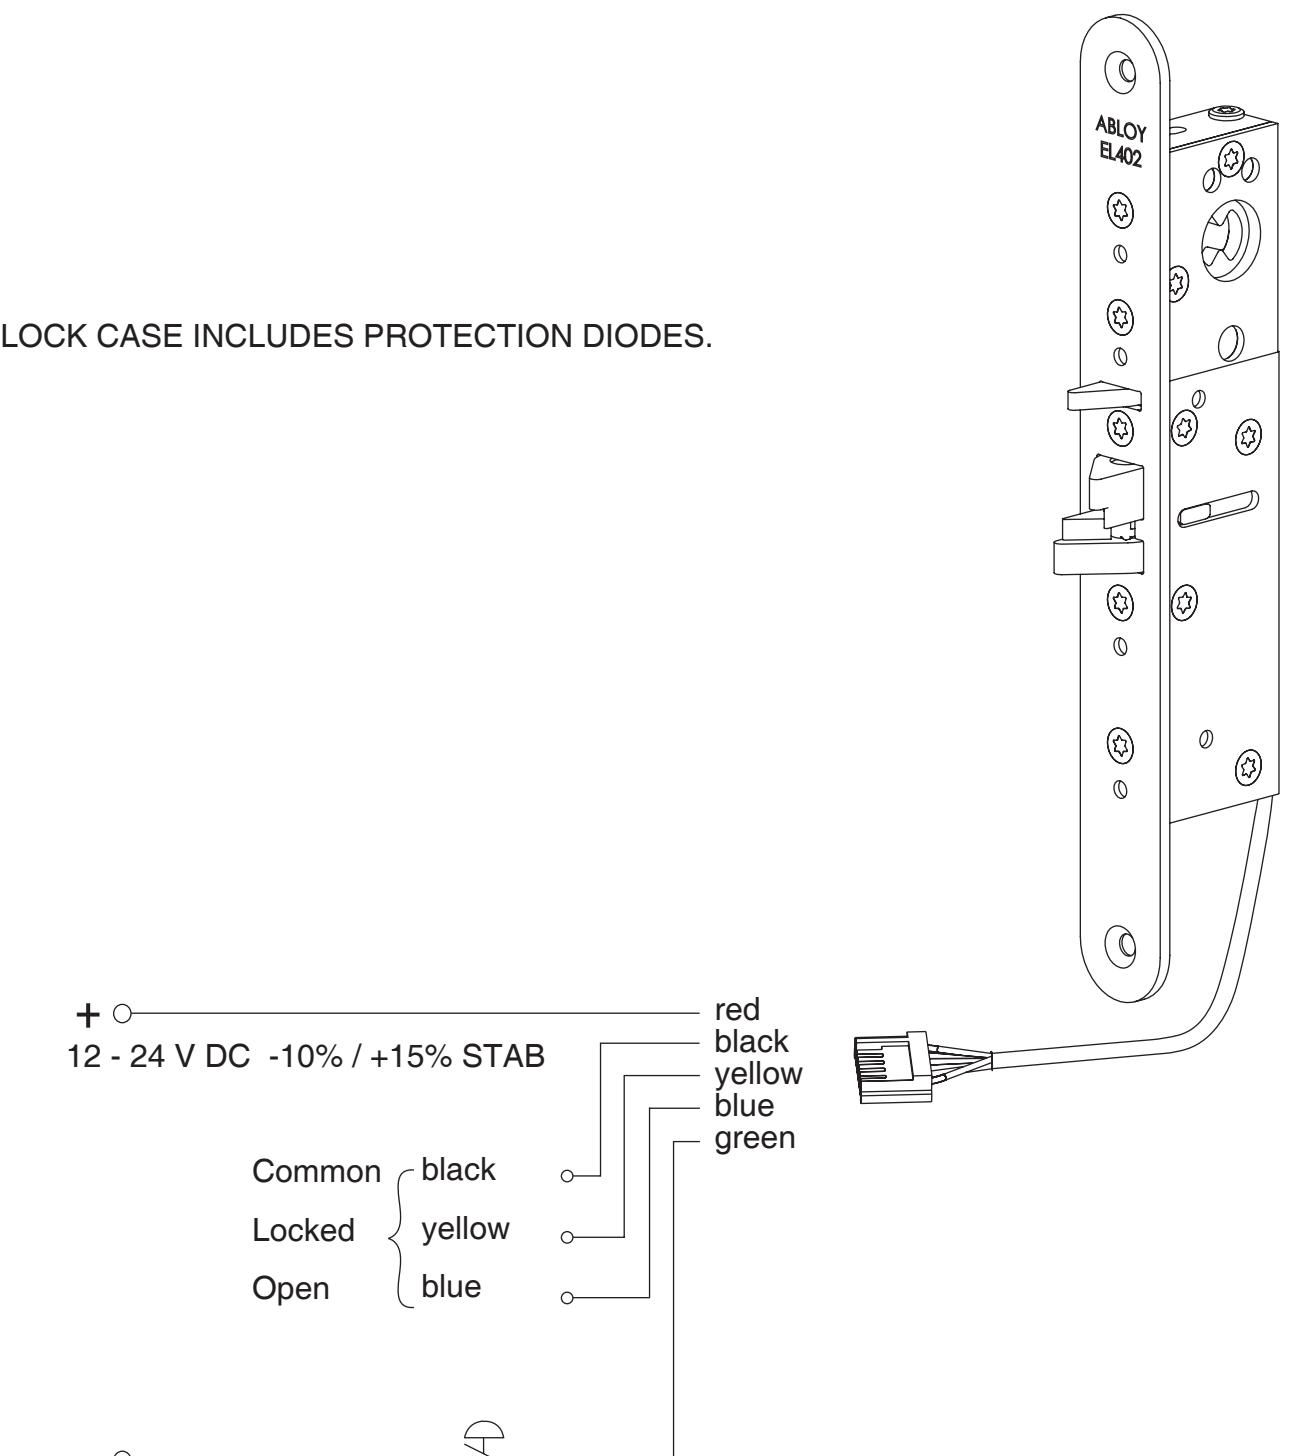 ABLOY
EL402
LOCK CASE INCLUDES PROTECTION DIODES.
+
red
12 - 24 V DC -10% / +15% STAB
black
yellow
blue
green
Common black
Locked yellow
Open blue